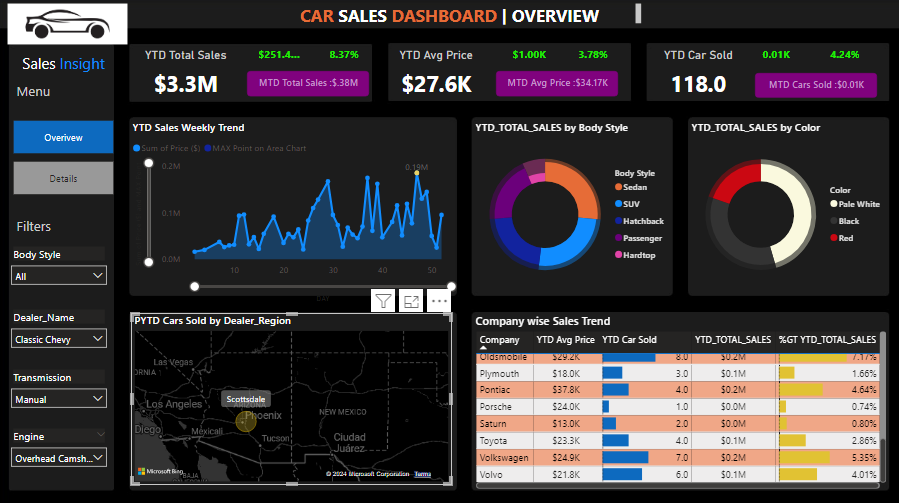 CAR SALES DASHBOARD | OVERVIEW
Sales Insight
Menu
Overivew
Details
Filters
Body Style
All
Dealer_Name
Classic Chevy
Transmission
Manual
Engine
Overhead Camsh...
YTD Total Sales $251.4... 8.37%
$3.3M MTD Total Sales :$.38M
YTD Avg Price $1.00K 3.78%
$27.6K MTD Avg Price :$34.17K
YTD Car Sold 0.01K 4.24%
118.0 MTD Cars Sold :$0.01K
YTD Sales Weekly Trend
Sum of Price ($) MAX Point on Area Chart
0.2M
0.1M
0.0M
0.19M
10 20 30 40 50
DAY
YTD_TOTAL_SALES by Body Style
Body Style
Sedan
SUV
Hatchback
Passenger
Hardtop
YTD_TOTAL_SALES by Color
Color
Pale White
Black
Red
PYTD Cars Sold by Dealer_Region
Las Vegas
ORNIA
Los Angeles
Diego
Mexicali
Scottsdale
ARIZONA
Phoenix
Tucson
NEW MEXICO
Ciudad
Juárez
BAJA
Microsoft Bing
© 2024 Microsoft Corporation Terms
Company wise Sales Trend
Company YTD Avg Price YTD Car Sold YTD_TOTAL_SALES %GT YTD_TOTAL_SALES
Oldsmobile $29.2K 8.0 $0.2M 7.17%
Plymouth $18.0K 3.0 $0.1M 1.66%
Pontiac $37.8K 4.0 $0.2M 4.64%
Porsche $24.0K 1.0 $0.0M 0.74%
Saturn $13.0K 2.0 $0.0M 0.80%
Toyota $23.3K 4.0 $0.1M 2.86%
Volkswagen $24.9K 7.0 $0.2M 5.35%
Volvo $21.8K 6.0 $0.1M 4.01%